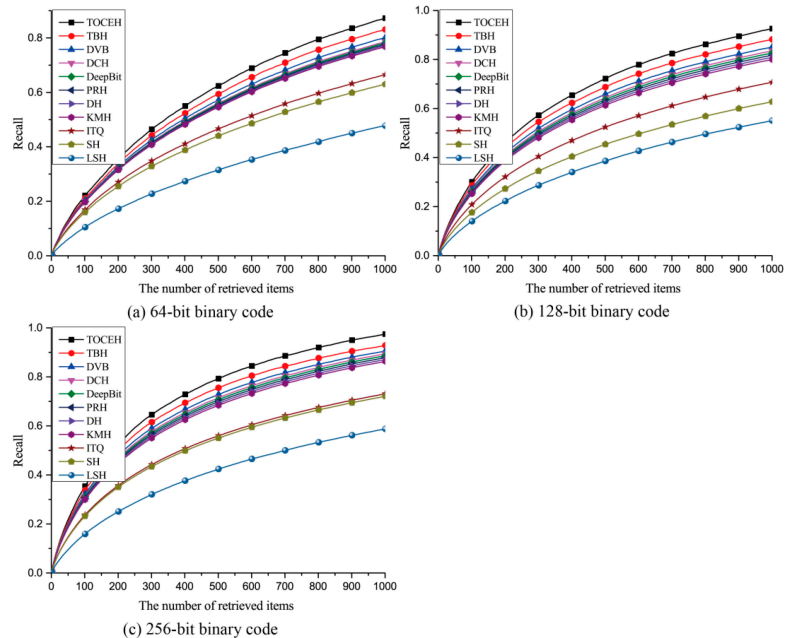 TOCEH
TBH
DVB
DCH
DeepBit
PRH
DH
KMH
ITQ
SH
LSH
Recall
0.8
0.6
0.4
0.2
0.0
0 100 200 300 400 500 600 700 800 900 1000
The number of retrieved items
(a) 64-bit binary code
TOCEH
TBH
DVB
DCH
DeepBit
PRH
DH
KMH
ITQ
SH
LSH
Recall
1.0
0.8
0.6
0.4
0.2
0.0
0 100 200 300 400 500 600 700 800 900 1000
The number of retrieved items
(b) 128-bit binary code
TOCEH
TBH
DVB
DCH
DeepBit
PRH
DH
KMH
ITQ
SH
LSH
Recall
1.0
0.8
0.6
0.4
0.2
0.0
0 100 200 300 400 500 600 700 800 900 1000
The number of retrieved items
(c) 256-bit binary code